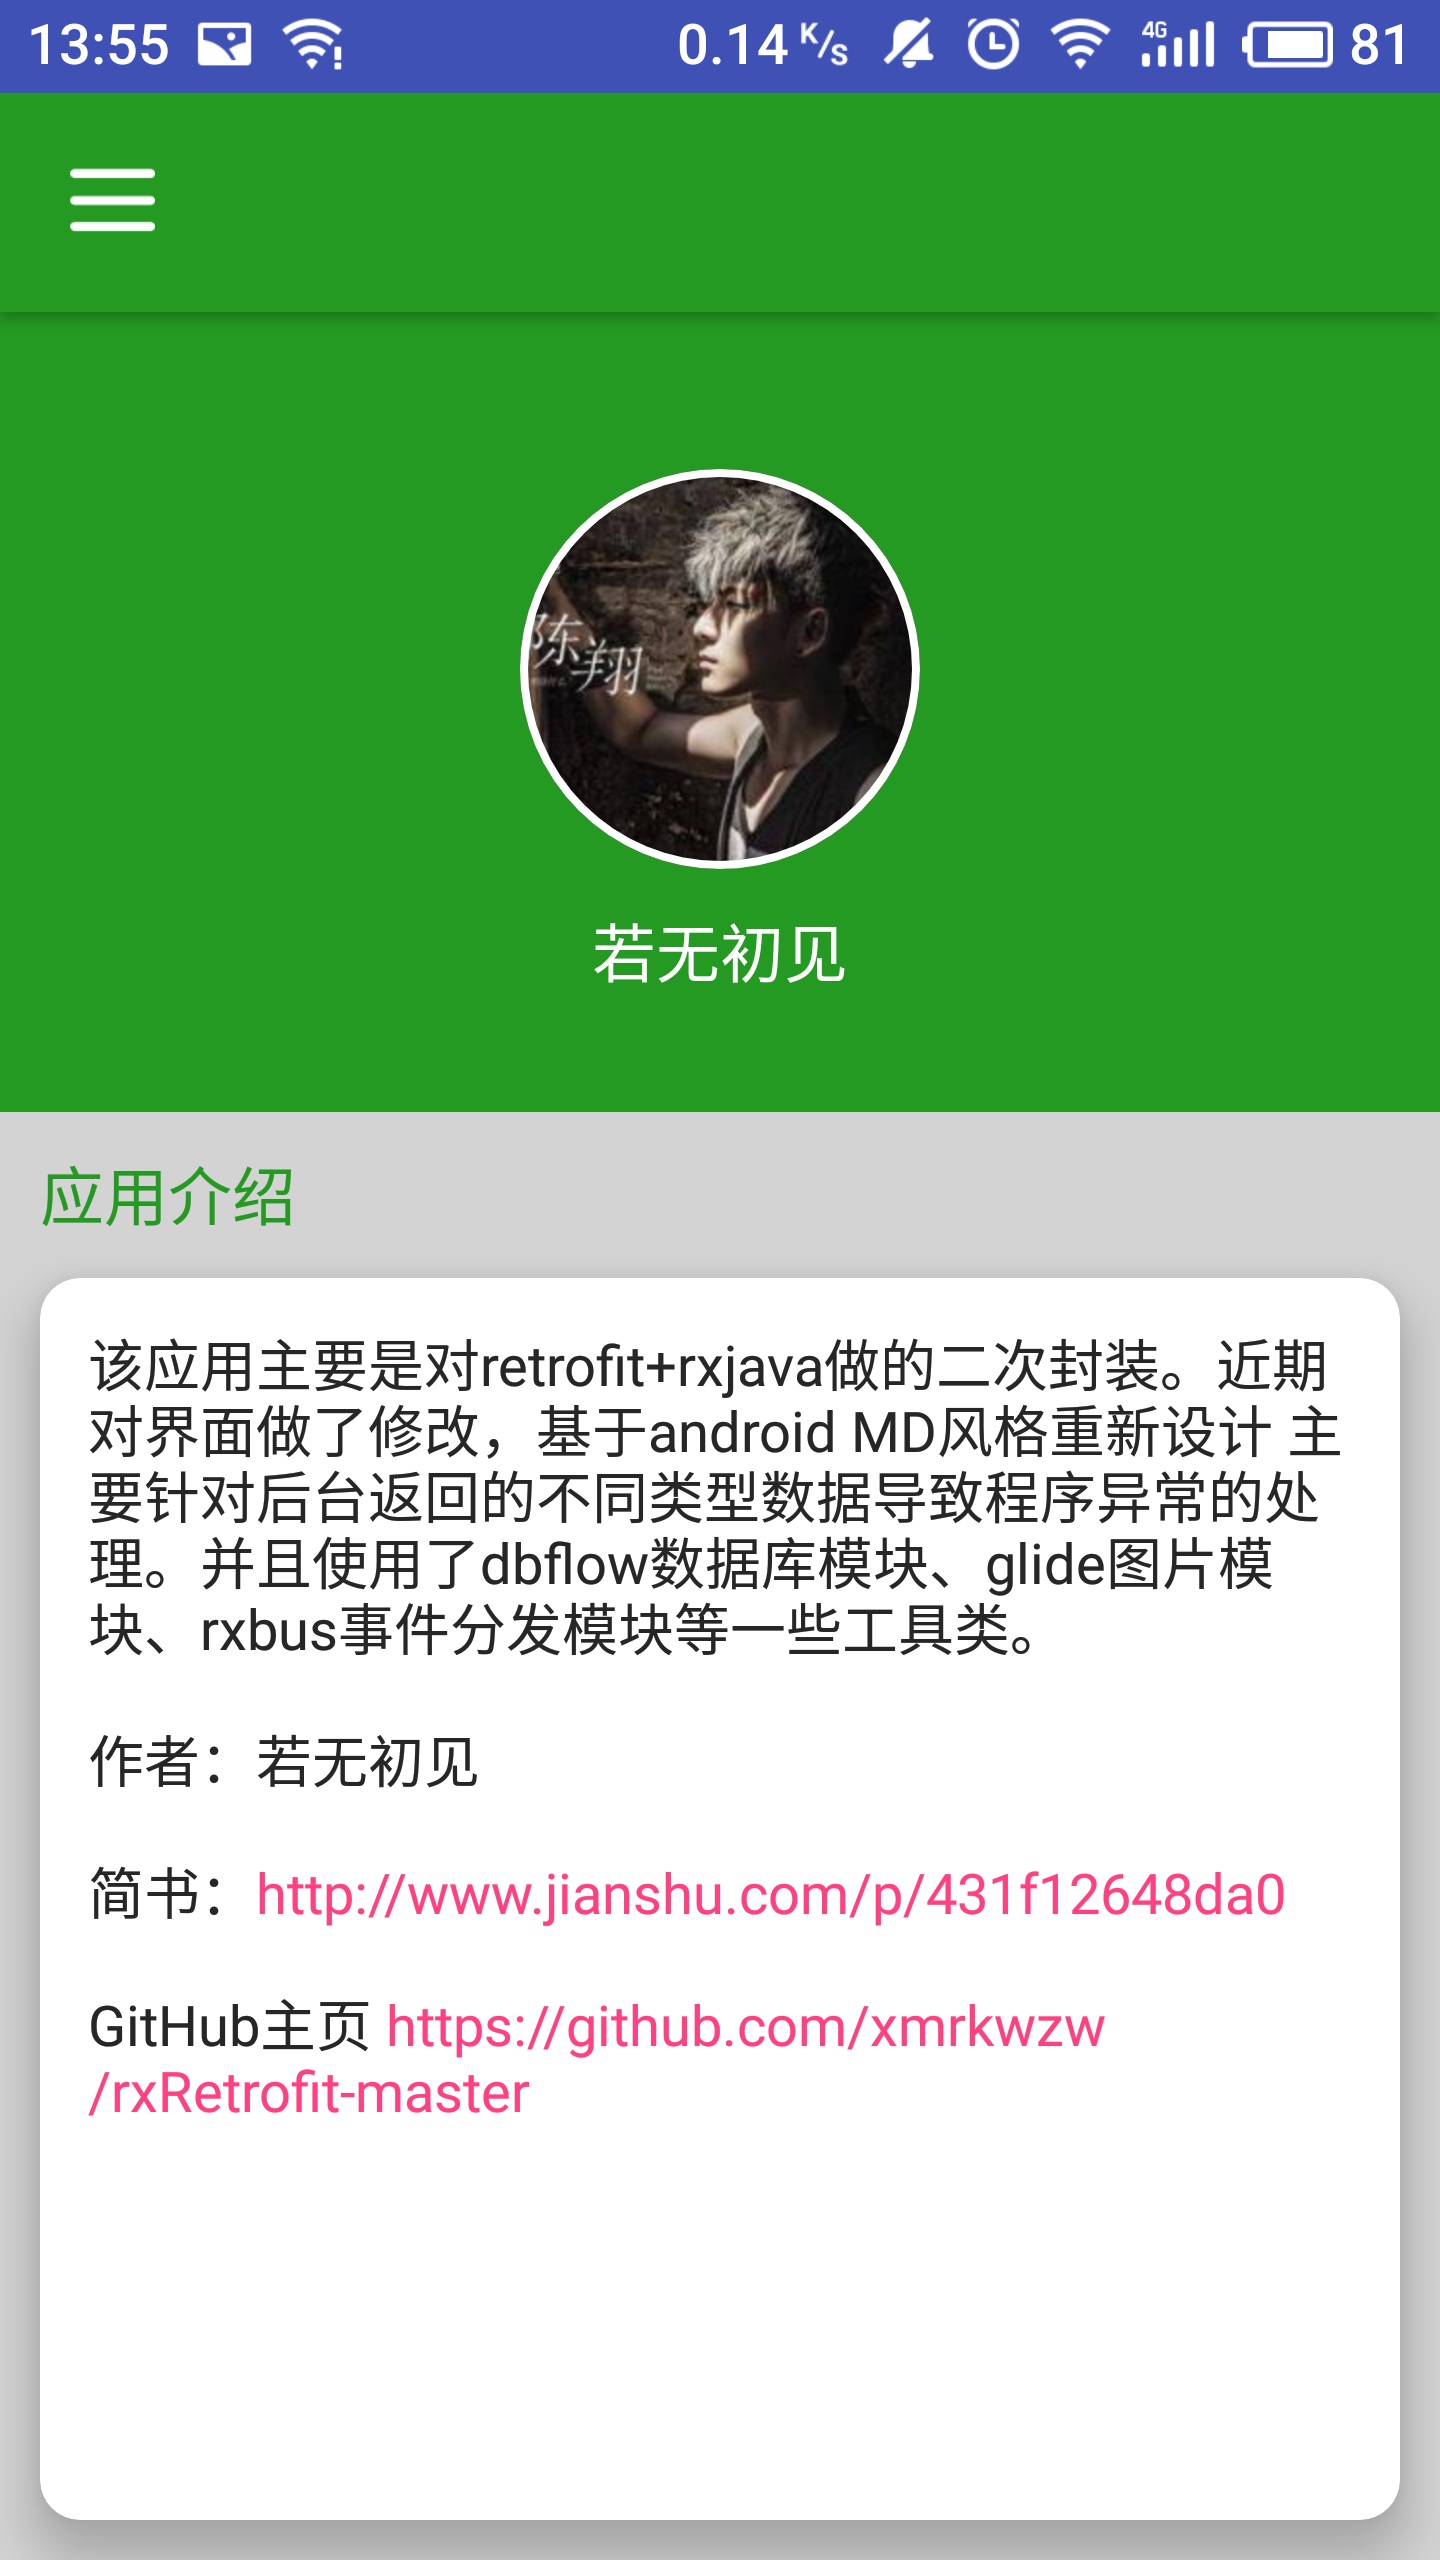 13:55 0.14 K/s 4G 81
陈翔
若无初见
应用介绍
该应用主要是对retrofit+rxjava做的二次封装。近期
对界面做了修改，基于android MD风格重新设计 主
要针对后台返回的不同类型数据导致程序异常的处
理。并且使用了dbflow数据库模块、glide图片模
块、rxbus事件分发模块等一些工具类。
作者：若无初见
简书：http://www.jianshu.com/p/431f12648da0
GitHub主页 https://github.com/xmrkwzw
/rxRetrofit-master